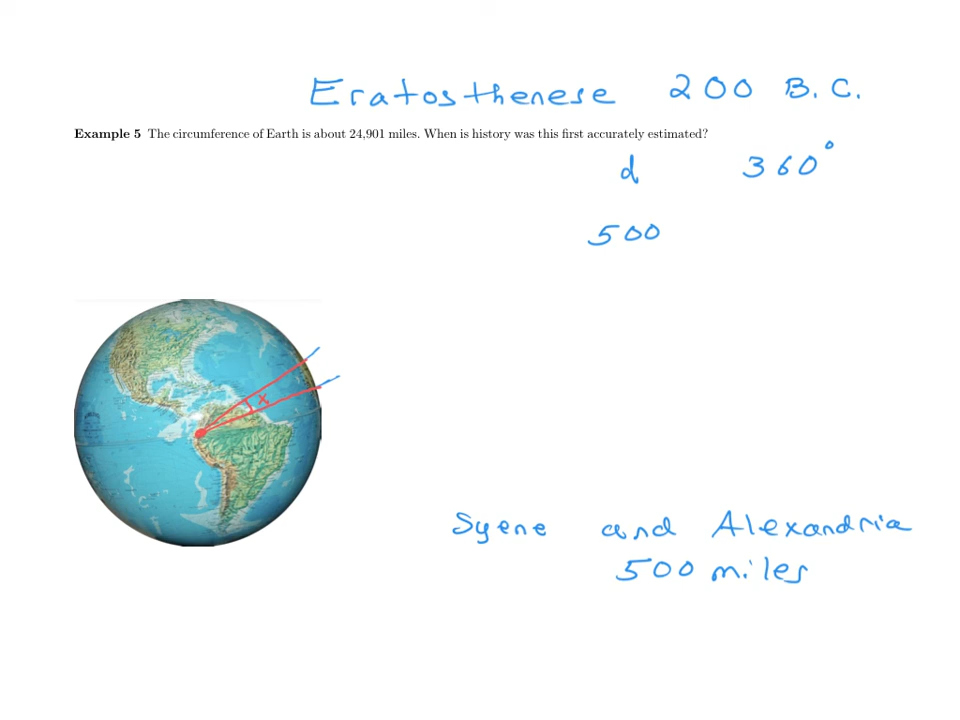 Eratosthenese 200 B.C.
Example 5 The circumference of Earth is about 24,901 miles. When is history was this first accurately estimated?
d 360°
500
x
Syene and Alexandria
500 miles